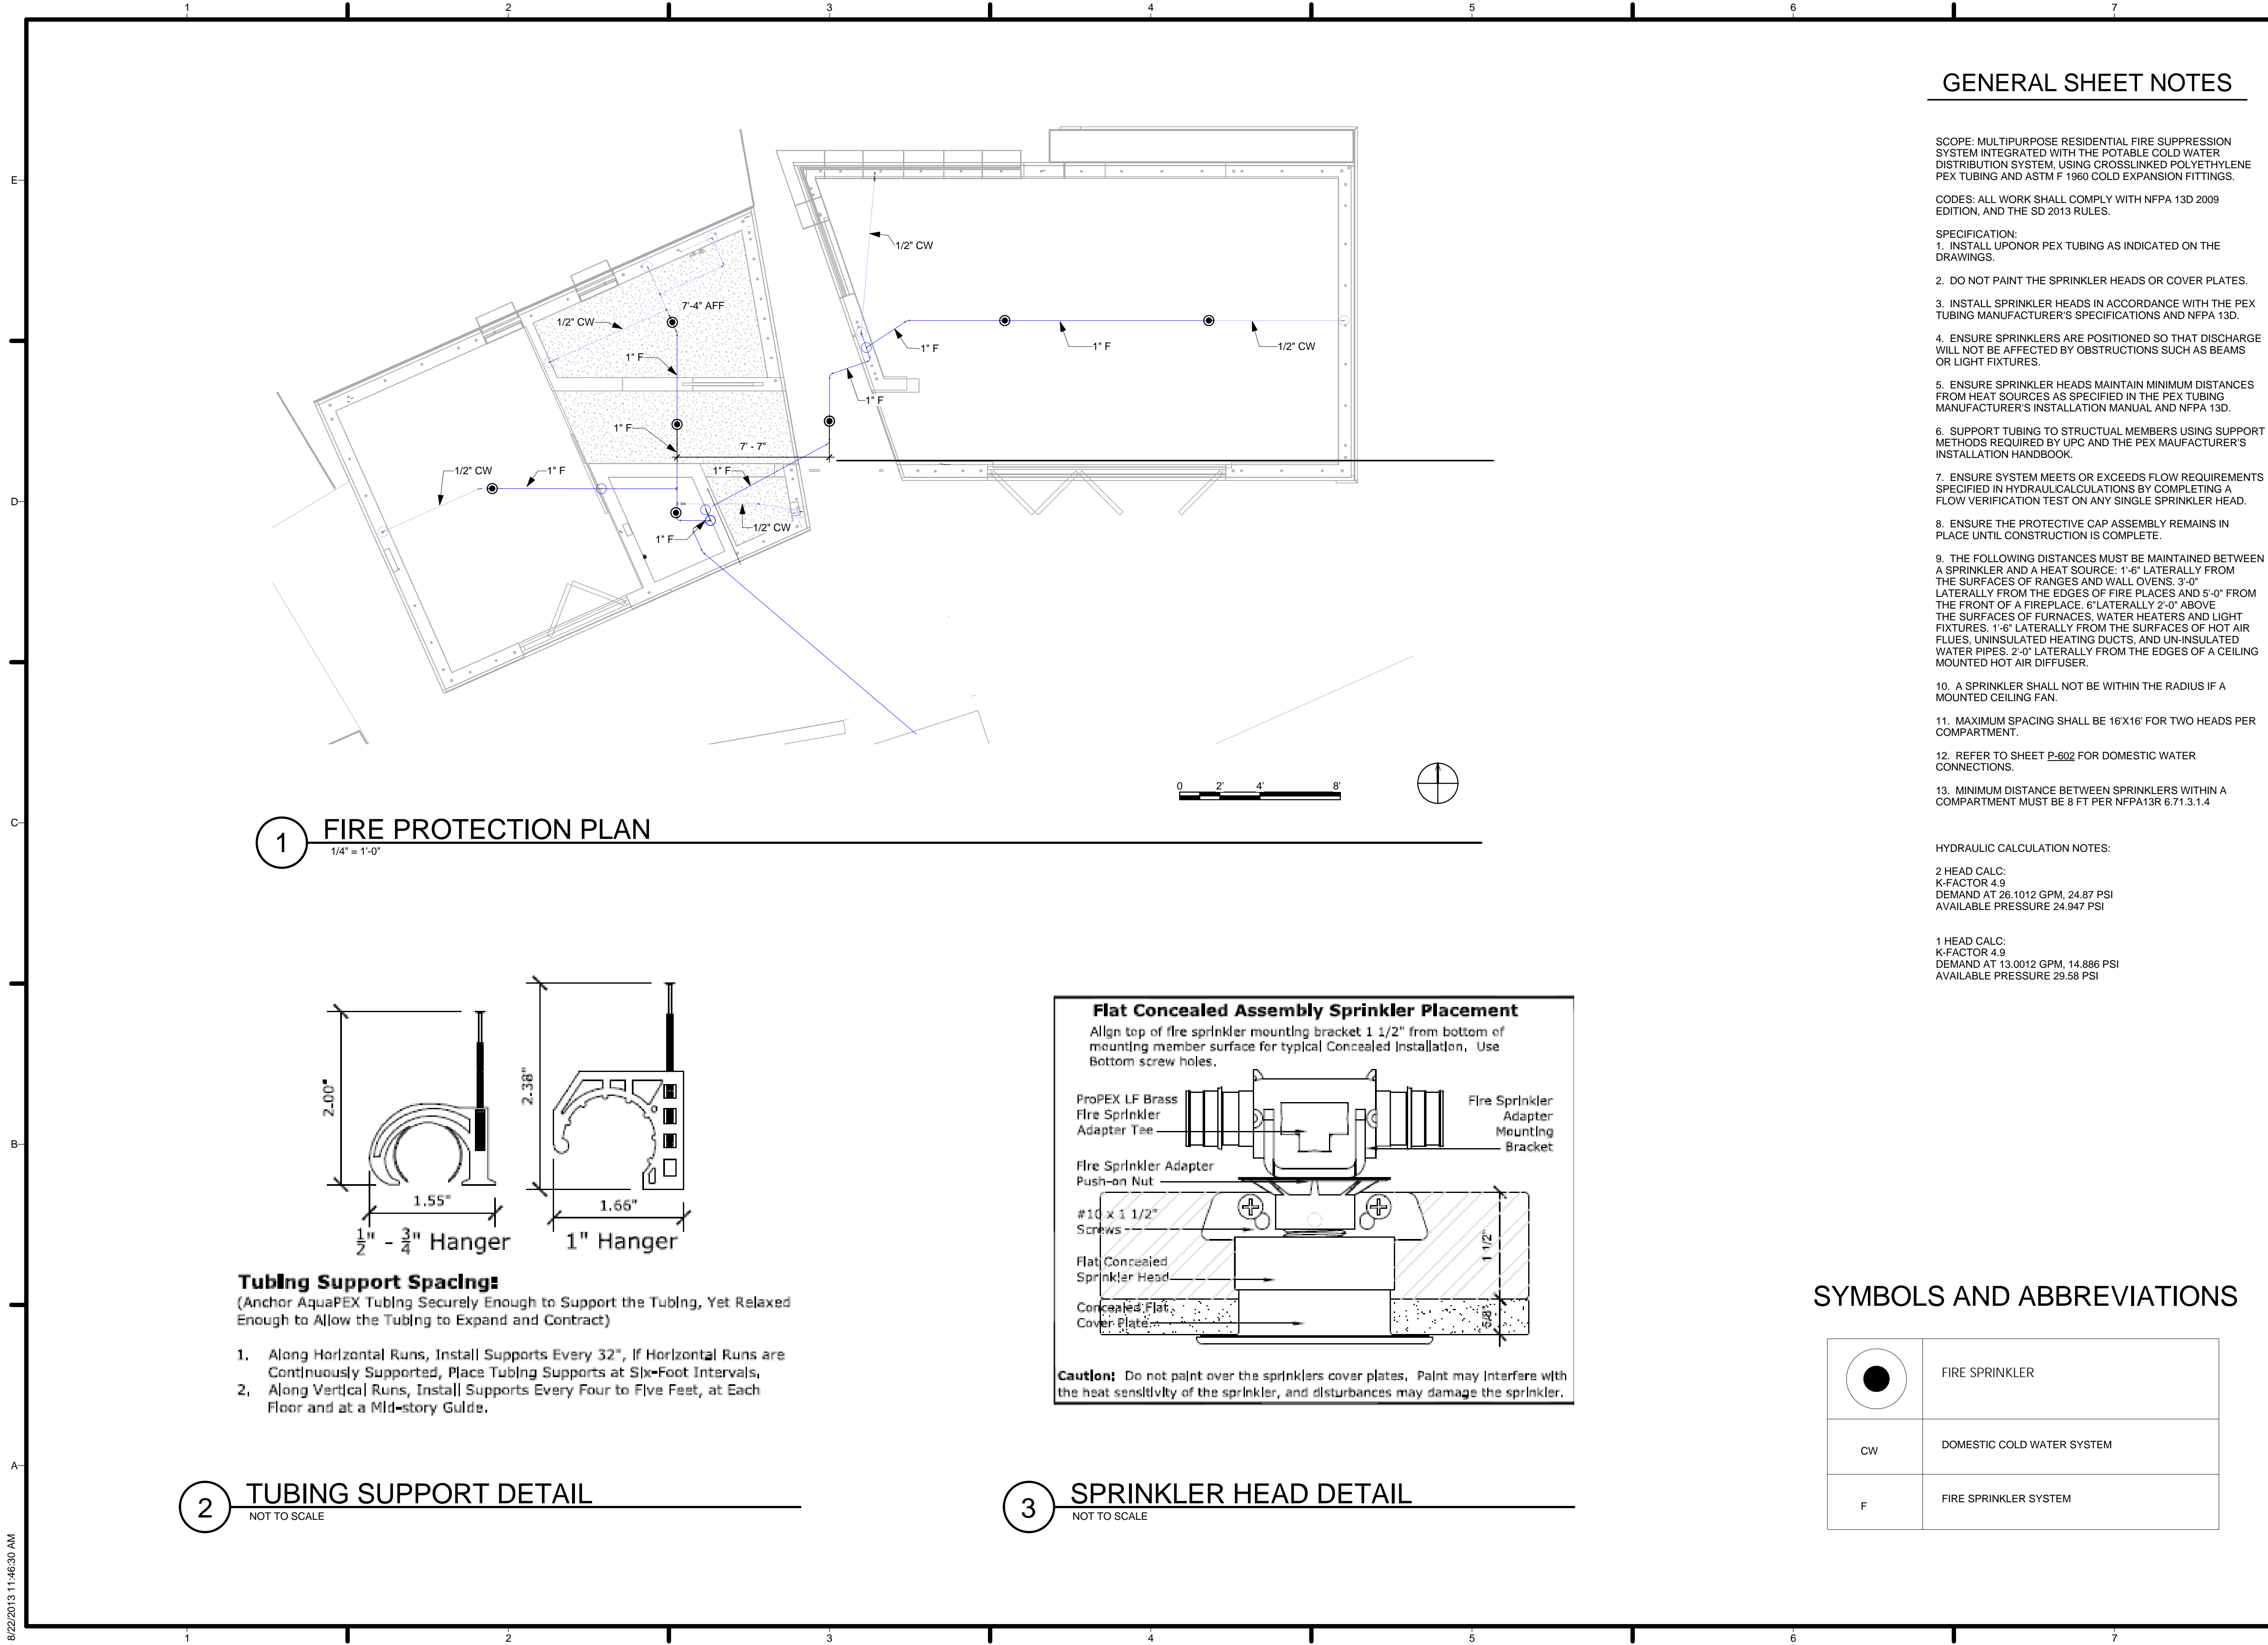 1 2 3 4 5 6 7
E
D
C
B
A
GENERAL SHEET NOTES
SCOPE: MULTIPURPOSE RESIDENTIAL FIRE SUPPRESSION
SYSTEM INTEGRATED WITH THE POTABLE COLD WATER
DISTRIBUTION SYSTEM, USING CROSSLINKED POLYETHYLENE
PEX TUBING AND ASTM F 1960 COLD EXPANSION FITTINGS.
CODES: ALL WORK SHALL COMPLY WITH NFPA 13D 2009
EDITION, AND THE SD 2013 RULES.
SPECIFICATION:
1. INSTALL UPONOR PEX TUBING AS INDICATED ON THE
DRAWINGS.
2. DO NOT PAINT THE SPRINKLER HEADS OR COVER PLATES.
3. INSTALL SPRINKLER HEADS IN ACCORDANCE WITH THE PEX
TUBING MANUFACTURER'S SPECIFICATIONS AND NFPA 13D.
4. ENSURE SPRINKLERS ARE POSITIONED SO THAT DISCHARGE
WILL NOT BE AFFECTED BY OBSTRUCTIONS SUCH AS BEAMS
OR LIGHT FIXTURES.
5. ENSURE SPRINKLER HEADS MAINTAIN MINIMUM DISTANCES
FROM HEAT SOURCES AS SPECIFIED IN THE PEX TUBING
MANUFACTURER'S INSTALLATION MANUAL AND NFPA 13D.
6. SUPPORT TUBING TO STRUCTUAL MEMBERS USING SUPPORT
METHODS REQUIRED BY UPC AND THE PEX MAUFACTURER'S
INSTALLATION HANDBOOK.
7. ENSURE SYSTEM MEETS OR EXCEEDS FLOW REQUIREMENTS
SPECIFIED IN HYDRAULICALCULATIONS BY COMPLETING A
FLOW VERIFICATION TEST ON ANY SINGLE SPRINKLER HEAD.
8. ENSURE THE PROTECTIVE CAP ASSEMBLY REMAINS IN
PLACE UNTIL CONSTRUCTION IS COMPLETE.
9. THE FOLLOWING DISTANCES MUST BE MAINTAINED BETWEEN
A SPRINKLER AND A HEAT SOURCE: 1'-6" LATERALLY FROM
THE SURFACES OF RANGES AND WALL OVENS. 3'-0"
LATERALLY FROM THE EDGES OF FIRE PLACES AND 5'-0" FROM
THE FRONT OF A FIREPLACE. 6"LATERALLY 2'-0" ABOVE
THE SURFACES OF FURNACES, WATER HEATERS AND LIGHT
FIXTURES. 1'-6" LATERALLY FROM THE SURFACES OF HOT AIR
FLUES, UNINSULATED HEATING DUCTS, AND UN-INSULATED
WATER PIPES. 2'-0" LATERALLY FROM THE EDGES OF A CEILING
MOUNTED HOT AIR DIFFUSER.
10. A SPRINKLER SHALL NOT BE WITHIN THE RADIUS IF A
MOUNTED CEILING FAN.
11. MAXIMUM SPACING SHALL BE 16'X16' FOR TWO HEADS PER
COMPARTMENT.
12. REFER TO SHEET P-602 FOR DOMESTIC WATER
CONNECTIONS.
13. MINIMUM DISTANCE BETWEEN SPRINKLERS WITHIN A
COMPARTMENT MUST BE 8 FT PER NFPA13R 6.71.3.1.4
HYDRAULIC CALCULATION NOTES:
2 HEAD CALC:
K-FACTOR 4.9
DEMAND AT 26.1012 GPM, 24.87 PSI
AVAILABLE PRESSURE 24.947 PSI
1 HEAD CALC:
K-FACTOR 4.9
DEMAND AT 13.0012 GPM, 14.886 PSI
AVAILABLE PRESSURE 29.58 PSI
1/2" CW
7'-4" AFF
1/2" CW
1" F
1" F
1" F
1/2" CW
1" F
1" F
1" F
7' - 7"
1/2" CW
1" F
1" F
1/2" CW
1" F
0 2' 4' 8'
1 FIRE PROTECTION PLAN
1/4" = 1'-0"
2.00"
1.55"
1/2" - 3/4" Hanger
2.38"
1.66"
1" Hanger
Tubing Support Spacing:
(Anchor AquaPEX Tubing Securely Enough to Support the Tubing, Yet Relaxed
Enough to Allow the Tubing to Expand and Contract)
1. Along Horizontal Runs, Install Supports Every 32", If Horizontal Runs are
Continuously Supported, Place Tubing Supports at Six-Foot Intervals.
2. Along Vertical Runs, Install Supports Every Four to Five Feet, at Each
Floor and at a Mid-story Guide.
2 TUBING SUPPORT DETAIL
NOT TO SCALE
Flat Concealed Assembly Sprinkler Placement
Align top of fire sprinkler mounting bracket 1 1/2" from bottom of
mounting member surface for typical Concealed Installation. Use
Bottom screw holes.
ProPEX LF Brass
Fire Sprinkler
Adapter Tee
Fire Sprinkler
Adapter
Mounting
Bracket
Fire Sprinkler Adapter
Push-on Nut
#10 x 1 1/2"
Screws
Flat Concealed
Sprinkler Head
Concealed Flat
Cover Plate
1 1/2"
5/8"
Caution: Do not paint over the sprinklers cover plates. Paint may interfere with
the heat sensitivity of the sprinkler, and disturbances may damage the sprinkler.
3 SPRINKLER HEAD DETAIL
NOT TO SCALE
SYMBOLS AND ABBREVIATIONS
FIRE SPRINKLER
CW DOMESTIC COLD WATER SYSTEM
F FIRE SPRINKLER SYSTEM
8/22/2013 11:46:30 AM
1 2 3 4 5 6 7